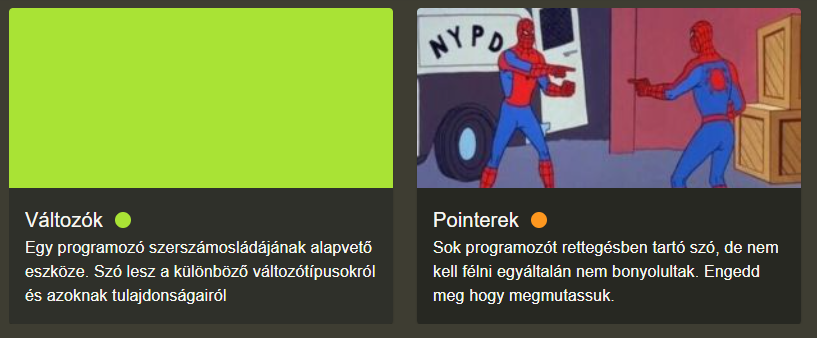 Változók
Egy programozó szerszámosládájának alapvető
eszköze. Szó lesz a különböző változótípusokról
és azoknak tulajdonságairól
NYPD
Pointerek
Sok programozót rettegésben tartó szó, de nem
kell félni egyáltalán nem bonyolultak. Engedd
meg hogy megmutassuk.